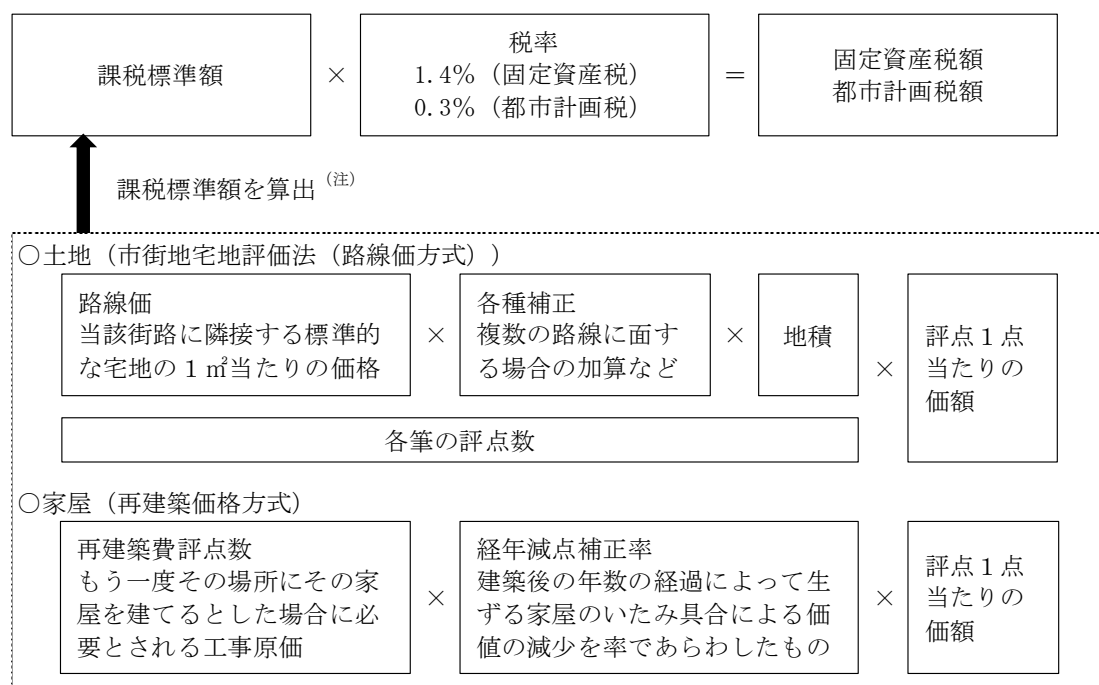 課税標準額
×
税率
1.4%（固定資産税）
0.3%（都市計画税）
＝
固定資産税額
都市計画税額
課税標準額を算出（注）
○土地（市街地宅地評価法（路線価方式））
路線価
当該街路に隣接する標準的
な宅地の１㎡当たりの価格
×
各種補正
複数の路線に面す
る場合の加算など
×
地積
×
評点１点
当たりの
価額
各筆の評点数
○家屋（再建築価格方式）
再建築費評点数
もう一度その場所にその家
屋を建てるとした場合に必
要とされる工事原価
×
経年減点補正率
建築後の年数の経過によって生
ずる家屋のいたみ具合による価
値の減少を率であらわしたもの
×
評点１点
当たりの
価額